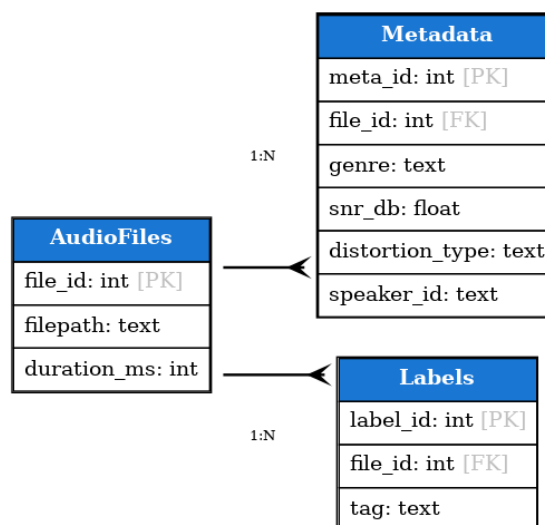 Metadata
meta_id: int [PK]
file_id: int [FK]
genre: text
snr_db: float
distortion_type: text
speaker_id: text
1:N
AudioFiles
file_id: int [PK]
filepath: text
duration_ms: int
1:N
Labels
label_id: int [PK]
file_id: int [FK]
tag: text